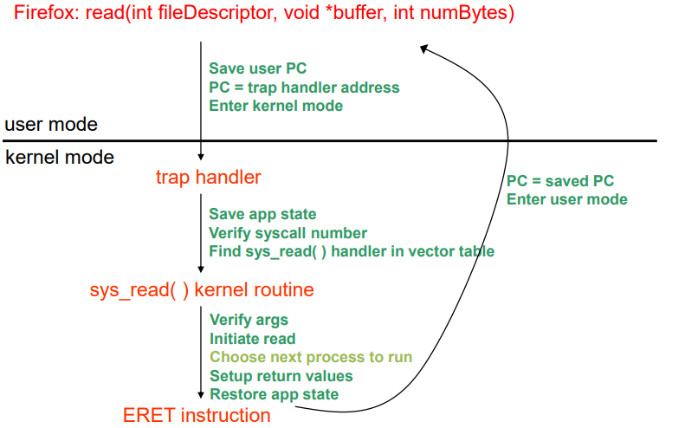 Firefox: read(int fileDescriptor, void *buffer, int numBytes)
Save user PC
PC = trap handler address
Enter kernel mode
user mode
kernel mode
trap handler
PC = saved PC
Enter user mode
Save app state
Verify syscall number
Find sys_read( ) handler in vector table
sys_read( ) kernel routine
Verify args
Initiate read
Choose next process to run
Setup return values
Restore app state
ERET instruction